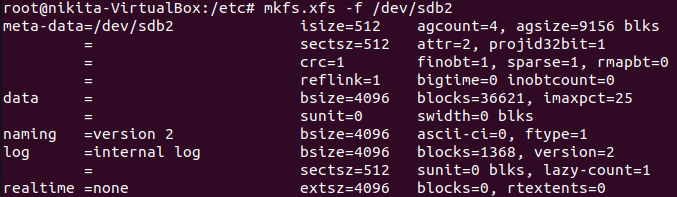 root@nikita-VirtualBox:/etc# mkfs.xfs -f /dev/sdb2
meta-data=/dev/sdb2              isize=512    agcount=4, agsize=9156 blks
         =                       sectsz=512   attr=2, projid32bit=1
         =                       crc=1        finobt=1, sparse=1, rmapbt=0
         =                       reflink=1    bigtime=0 inobtcount=0
data     =                       bsize=4096   blocks=36621, imaxpct=25
         =                       sunit=0      swidth=0 blks
naming   =version 2              bsize=4096   ascii-ci=0, ftype=1
log      =internal log           bsize=4096   blocks=1368, version=2
         =                       sectsz=512   sunit=0 blks, lazy-count=1
realtime =none                   extsz=4096   blocks=0, rtextents=0